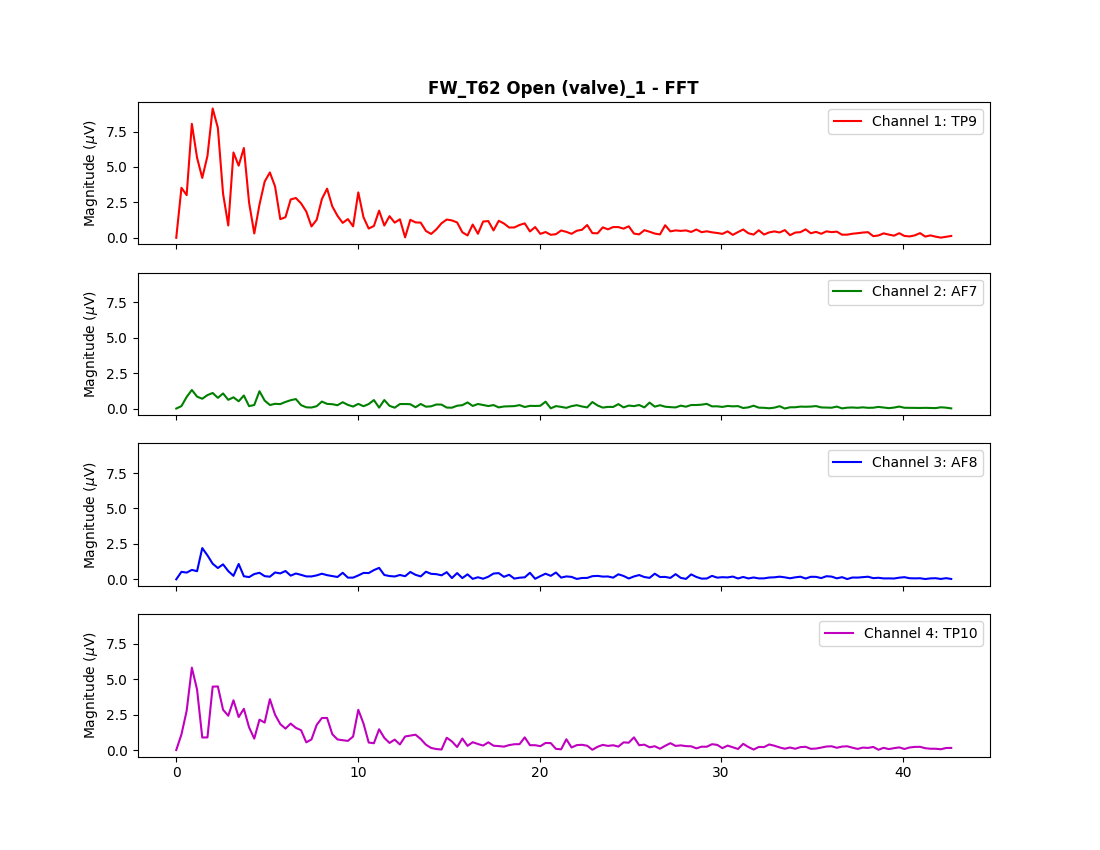 FW_T62 Open (valve)_1 - FFT
Magnitude (μV)
7.5
5.0
2.5
0.0
Channel 1: TP9
Magnitude (μV)
7.5
5.0
2.5
0.0
Channel 2: AF7
Magnitude (μV)
7.5
5.0
2.5
0.0
Channel 3: AF8
Magnitude (μV)
7.5
5.0
2.5
0.0
Channel 4: TP10
0 10 20 30 40